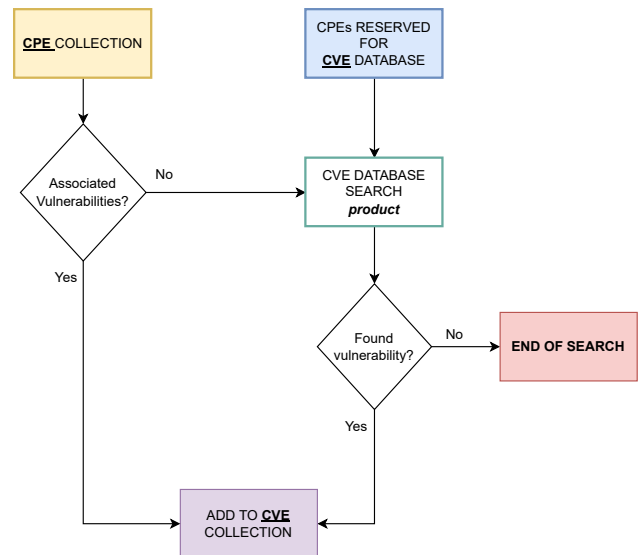 CPE COLLECTION
CPEs RESERVED
FOR
CVE DATABASE
Associated
Vulnerabilities?
No
CVE DATABASE
SEARCH
product
Yes
Found
vulnerability?
No
END OF SEARCH
Yes
ADD TO CVE
COLLECTION